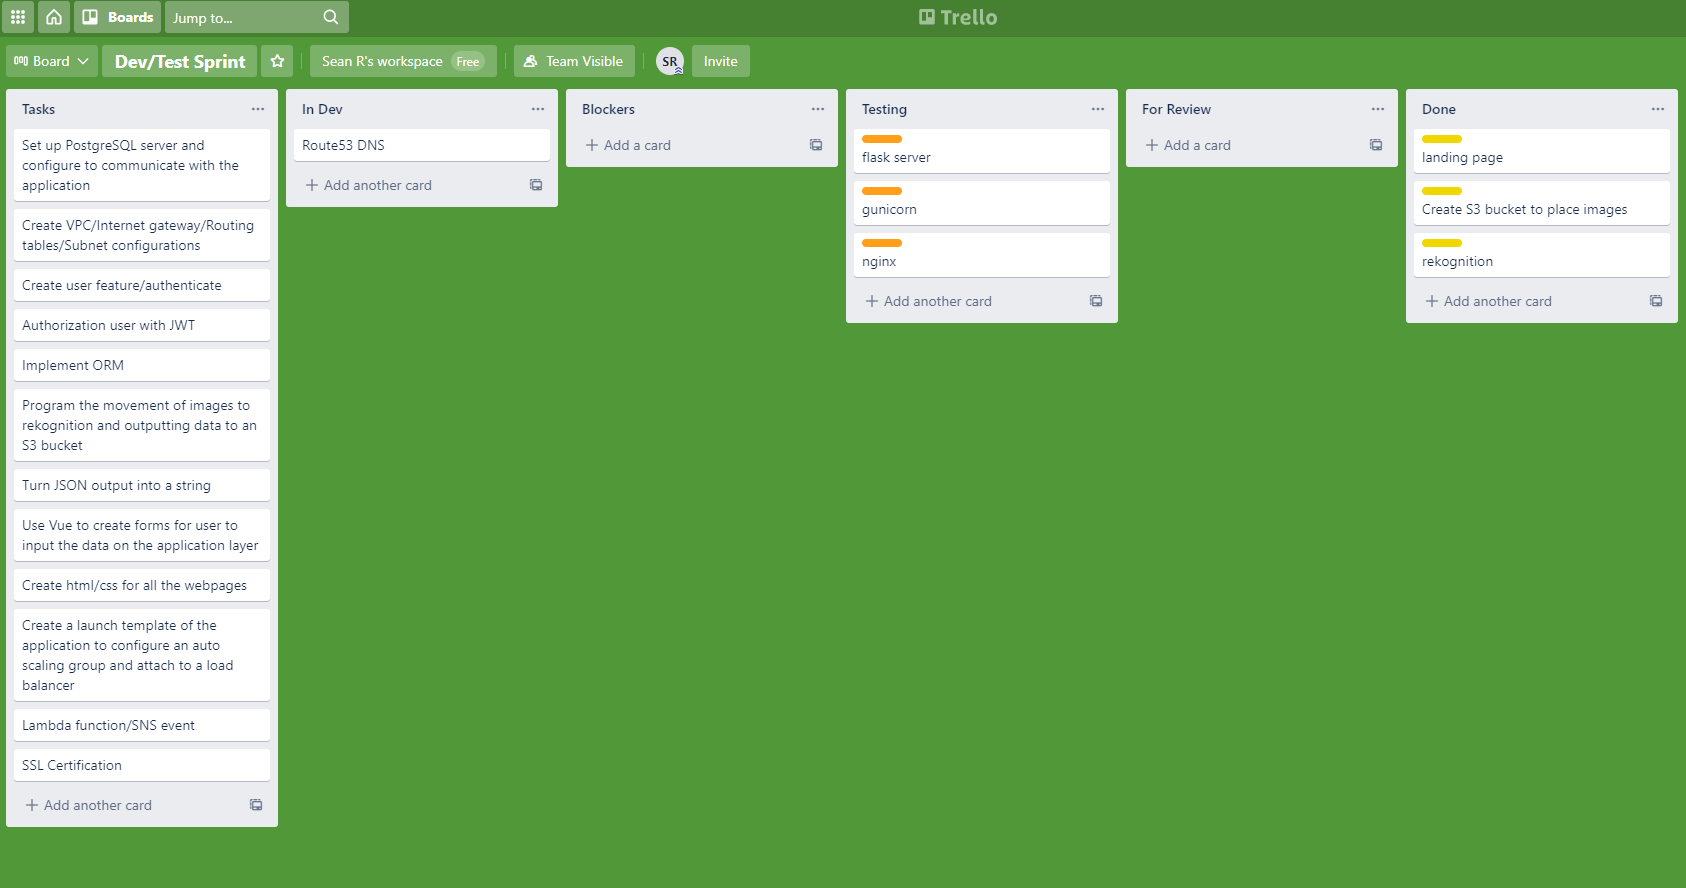 Boards
Jump to...
Trello
Board
Dev/Test Sprint
Sean R's workspace
Free
Team Visible
SR
Invite
Tasks
Set up PostgreSQL server and
configure to communicate with the
application
Create VPC/Internet gateway/Routing
tables/Subnet configurations
Create user feature/authenticate
Authorization user with JWT
Implement ORM
Program the movement of images to
rekognition and outputting data to an
S3 bucket
Turn JSON output into a string
Use Vue to create forms for user to
input the data on the application layer
Create html/css for all the webpages
Create a launch template of the
application to configure an auto
scaling group and attach to a load
balancer
Lambda function/SNS event
SSL Certification
+ Add another card
In Dev
Route53 DNS
+ Add another card
Blockers
+ Add a card
Testing
flask server
gunicorn
nginx
+ Add another card
For Review
+ Add a card
Done
landing page
Create S3 bucket to place images
rekognition
+ Add another card